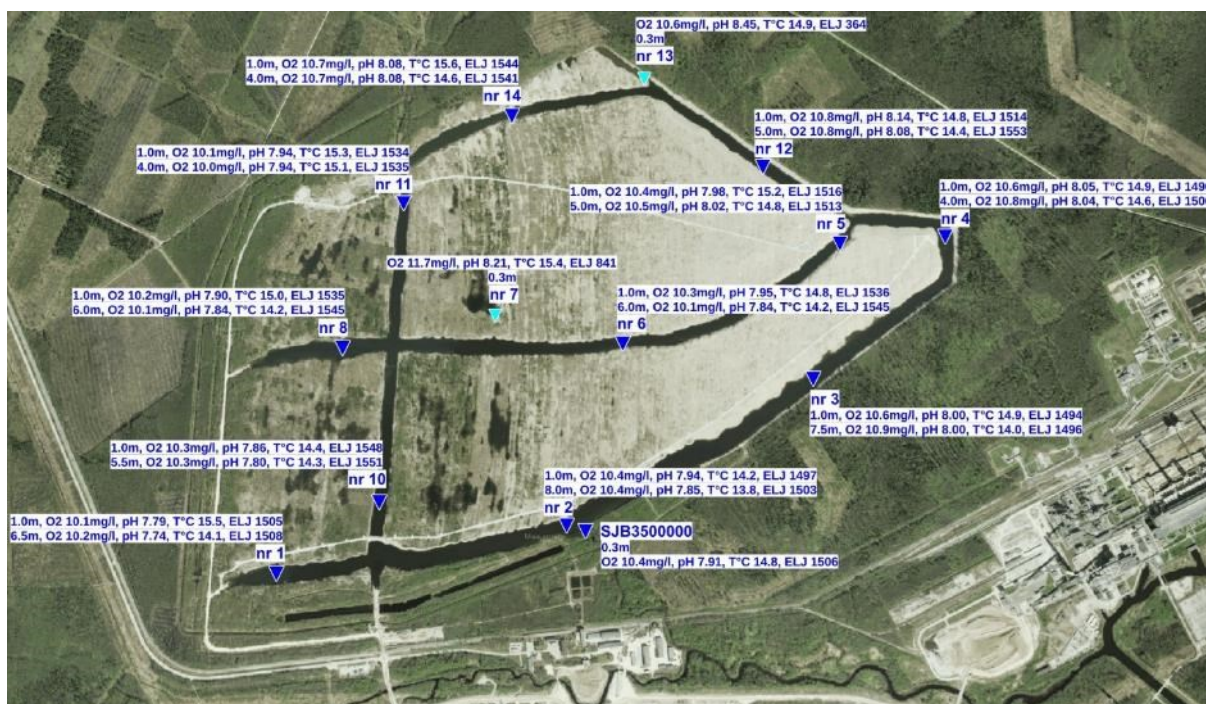 O2 10.6mg/l, pH 8.45, T°C 14.9, ELJ 364
0.3m
nr 13
1.0m, O2 10.7mg/l, pH 8.08, T°C 15.6, ELJ 1544
4.0m, O2 10.7mg/l, pH 8.08, T°C 14.6, ELJ 1541
nr 14
1.0m, O2 10.8mg/l, pH 8.14, T°C 14.8, ELJ 1514
5.0m, O2 10.8mg/l, pH 8.08, T°C 14.4, ELJ 1553
nr 12
1.0m, O2 10.1mg/l, pH 7.94, T°C 15.3, ELJ 1534
4.0m, O2 10.0mg/l, pH 7.94, T°C 15.1, ELJ 1535
nr 11
1.0m, O2 10.4mg/l, pH 7.98, T°C 15.2, ELJ 1516
5.0m, O2 10.5mg/l, pH 8.02, T°C 14.8, ELJ 1513
nr 5
1.0m, O2 10.6mg/l, pH 8.05, T°C 14.9, ELJ
4.0m, O2 10.8mg/l, pH 8.04, T°C 14.6, ELJ
nr 4
O2 11.7mg/l, pH 8.21, T°C 15.4, ELJ 841
0.3m
nr 7
1.0m, O2 10.2mg/l, pH 7.90, T°C 15.0, ELJ 1535
6.0m, O2 10.1mg/l, pH 7.84, T°C 14.2, ELJ 1545
nr 8
1.0m, O2 10.3mg/l, pH 7.95, T°C 14.8, ELJ 1536
6.0m, O2 10.1mg/l, pH 7.84, T°C 14.2, ELJ 1545
nr 6
nr 3
1.0m, O2 10.6mg/l, pH 8.00, T°C 14.9, ELJ 1494
7.5m, O2 10.9mg/l, pH 8.00, T°C 14.0, ELJ 1496
1.0m, O2 10.3mg/l, pH 7.86, T°C 14.4, ELJ 1548
5.5m, O2 10.3mg/l, pH 7.80, T°C 14.3, ELJ 1551
nr 10
1.0m, O2 10.4mg/l, pH 7.94, T°C 14.2, ELJ 1497
8.0m, O2 10.4mg/l, pH 7.85, T°C 13.8, ELJ 1503
nr 2
SJB3500000
0.3m
O2 10.4mg/l, pH 7.91, T°C 14.8, ELJ 1506
1.0m, O2 10.1mg/l, pH 7.79, T°C 15.5, ELJ 1505
6.5m, O2 10.2mg/l, pH 7.74, T°C 14.1, ELJ 1508
nr 1